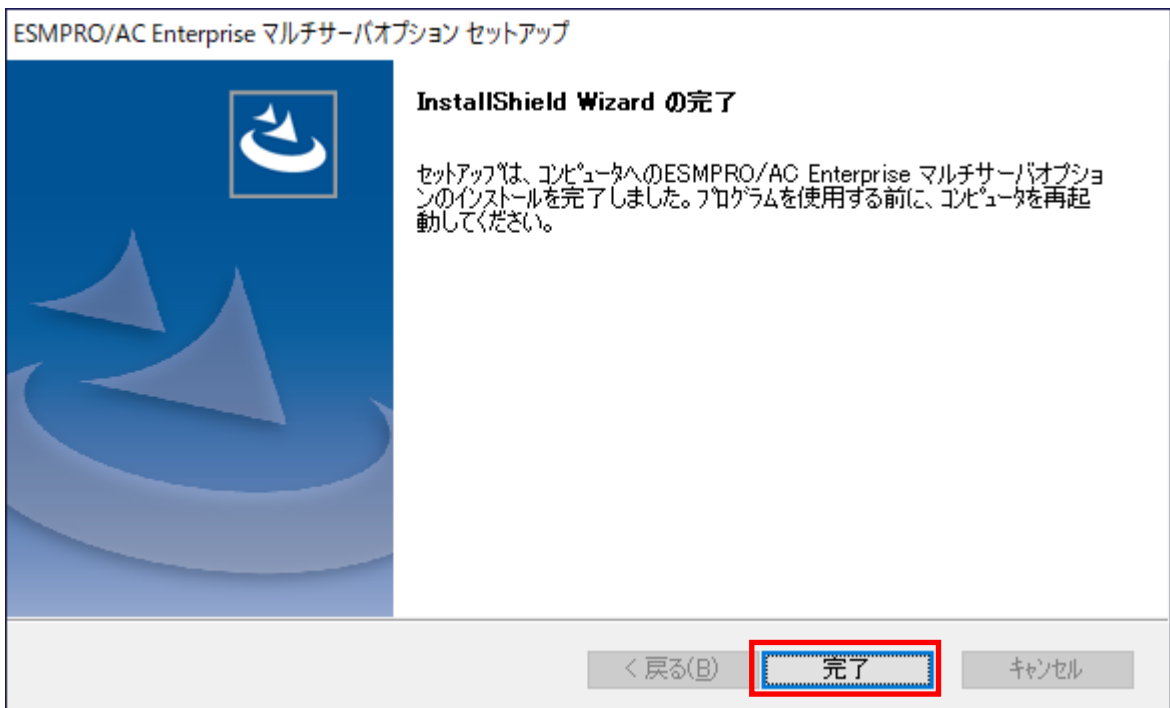 ESMPRO/AC Enterprise マルチサーバオプション セットアップ
InstallShield Wizard の完了
セットアップは、コンピュータへのESMPRO/AC Enterprise マルチサーバオプショ
ンのインストールを完了しました。プログラムを使用する前に、コンピュータを再起
動してください。
< 戻る(B) 完了 キャンセル